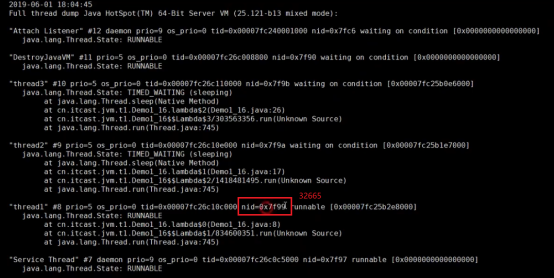 2019-06-01 18:04:45
Full thread dump Java HotSpot(TM) 64-Bit Server VM (25.121-b13 mixed mode):
"Attach Listener" #12 daemon prio=9 os_prio=0 tid=0x00007fc240001000 nid=0x7fc6 waiting on condition [0x0000000000000000]
java.lang.Thread.State: RUNNABLE
"DestroyJavaVM" #11 prio=5 os_prio=0 tid=0x00007fc26c008800 nid=0x7f90 waiting on condition [0x0000000000000000]
java.lang.Thread.State: RUNNABLE
"thread3" #10 prio=5 os_prio=0 tid=0x00007fc26c110000 nid=0x7f9b waiting on condition [0x00007fc25b0e6000]
java.lang.Thread.State: TIMED_WAITING (sleeping)
at java.lang.Thread.sleep(Native Method)
at cn.itcast.jvm.t1.Demo1_16.lambda$2(Demo1_16.java:26)
at cn.itcast.jvm.t1.Demo1_16$$Lambda$3/303563356.run(Unknown Source)
at java.lang.Thread.run(Thread.java:745)
"thread2" #9 prio=5 os_prio=0 tid=0x00007fc26c10e000 nid=0x7f9a waiting on condition [0x00007fc25b1e7000]
java.lang.Thread.State: TIMED_WAITING (sleeping)
at java.lang.Thread.sleep(Native Method)
at cn.itcast.jvm.t1.Demo1_16.lambda$1(Demo1_16.java:17)
at cn.itcast.jvm.t1.Demo1_16$$Lambda$2/1418481495.run(Unknown Source)
at java.lang.Thread.run(Thread.java:745)
32665
"thread1" #8 prio=5 os_prio=0 tid=0x00007fc26c10c000 nid=0x7f99 runnable [0x00007fc25b2e8000]
java.lang.Thread.State: RUNNABLE
at cn.itcast.jvm.t1.Demo1_16.lambda$0(Demo1_16.java:8)
at cn.itcast.jvm.t1.Demo1_16$$Lambda$1/834600351.run(Unknown Source)
at java.lang.Thread.run(Thread.java:745)
"Service Thread" #7 daemon prio=9 os_prio=0 tid=0x00007fc26c0c5000 nid=0x7f97 runnable [0x0000000000000000]
java.lang.Thread.State: RUNNABLE